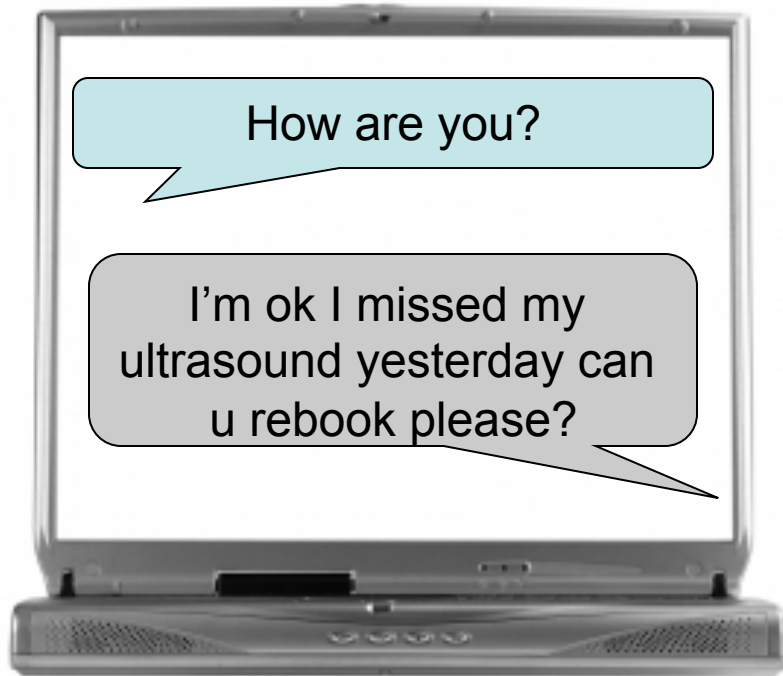 How are you?
I'm ok I missed my
ultrasound yesterday can
u rebook please?